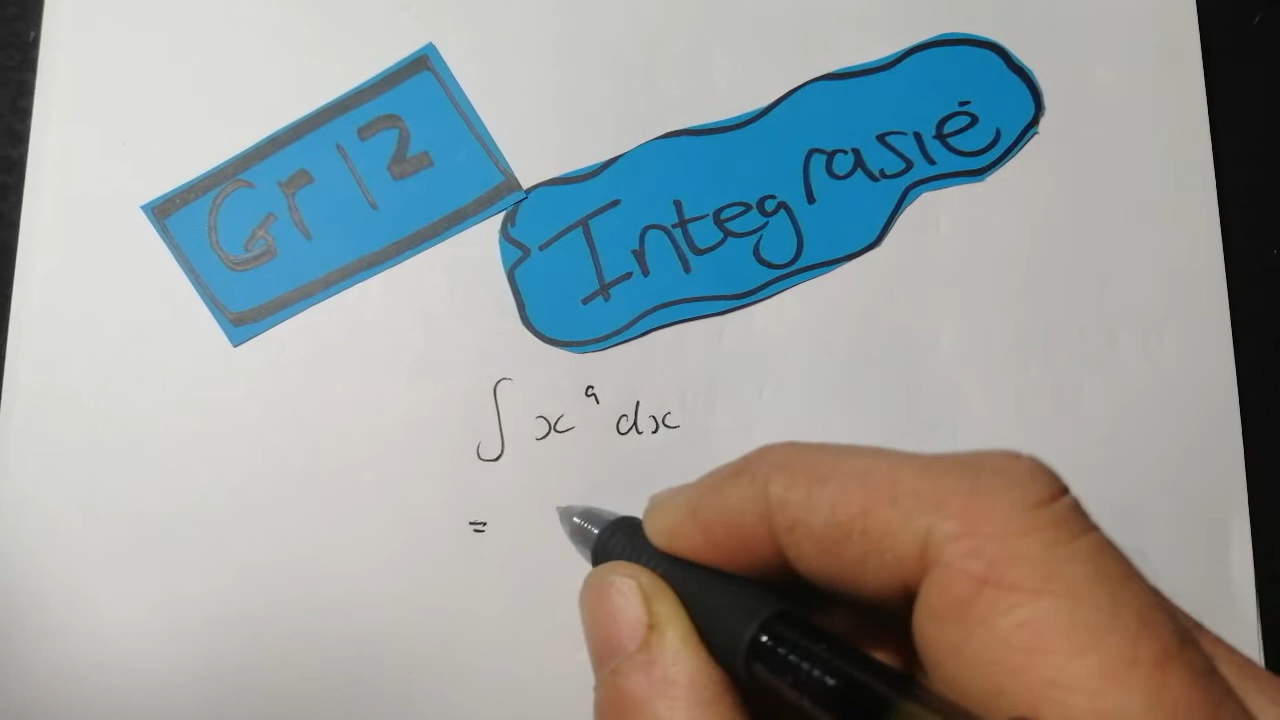 Gr 12
Integrasie
∫ x⁹ dx
=